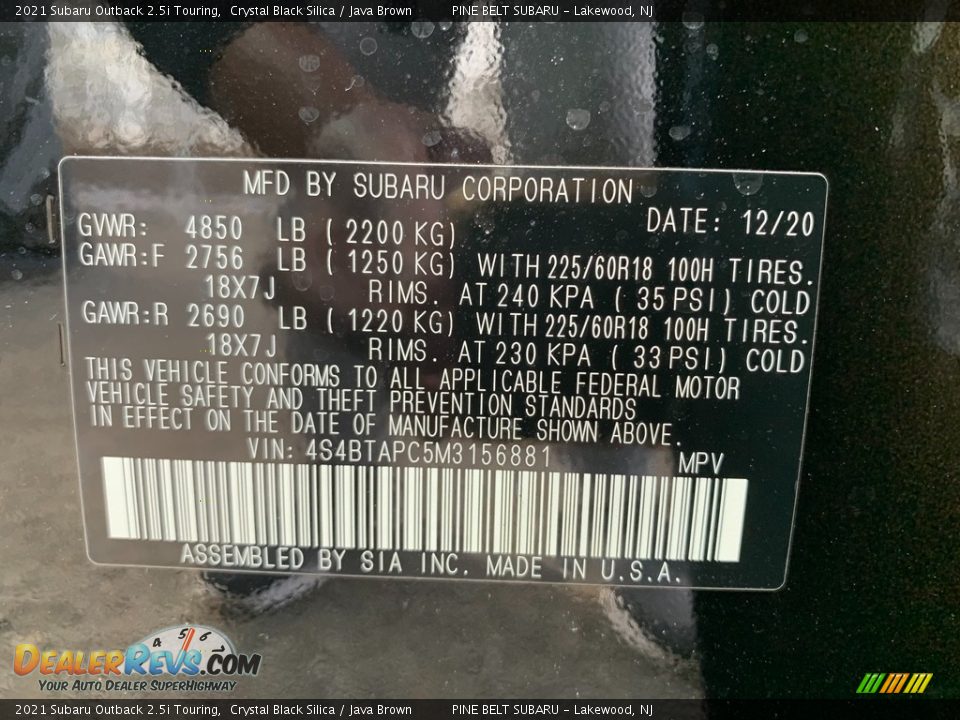 2021 Subaru Outback 2.5i Touring, Crystal Black Silica / Java Brown PINE BELT SUBARU - Lakewood, NJ
MFD BY SUBARU CORPORATION
DATE: 12/20
GVWR: 4850 LB ( 2200 KG)
GAWR:F 2756 LB ( 1250 KG) WITH 225/60R18 100H TIRES.
18X7J RIMS. AT 240 KPA ( 35 PSI) COLD
GAWR:R 2690 LB ( 1220 KG) WITH 225/60R18 100H TIRES.
18X7J RIMS. AT 230 KPA ( 33 PSI) COLD
THIS VEHICLE CONFORMS TO ALL APPLICABLE FEDERAL MOTOR
VEHICLE SAFETY AND THEFT PREVENTION STANDARDS
IN EFFECT ON THE DATE OF MANUFACTURE SHOWN ABOVE.
VIN: 4S4BTAPC5M3156881 MPV
ASSEMBLED BY SIA INC. MADE IN U.S.A.
4 5 6
DEALERREVS.COM
YOUR AUTO DEALER SUPERHIGHWAY
2021 Subaru Outback 2.5i Touring, Crystal Black Silica / Java Brown PINE BELT SUBARU - Lakewood, NJ